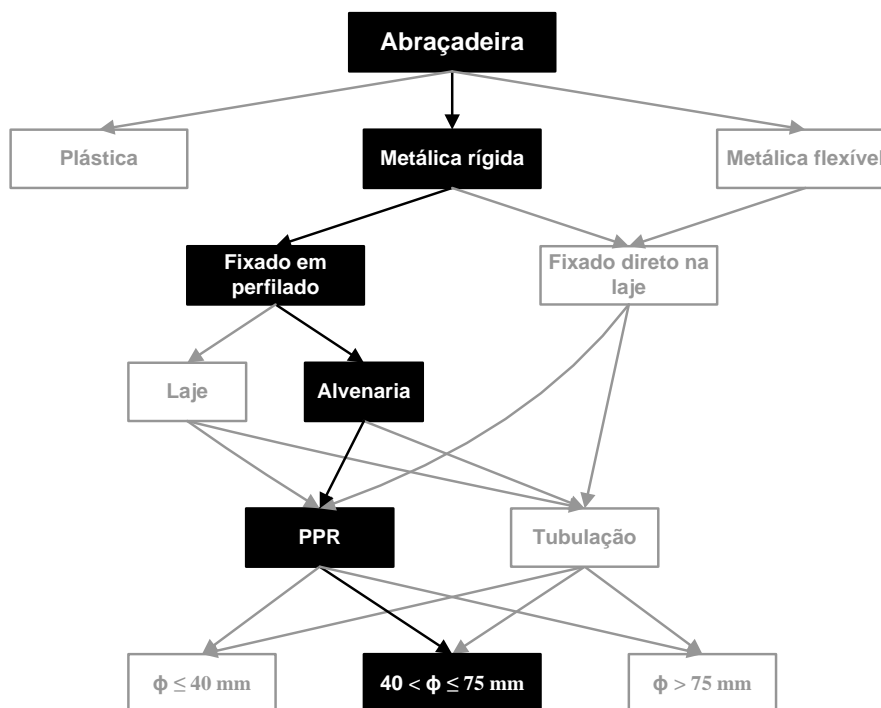 Abraçadeira
Plástica
Metálica rígida
Metálica flexível
Fixado em
perfilado
Fixado direto na
laje
Laje
Alvenaria
PPR
Tubulação
ϕ ≤ 40 mm
40 < ϕ ≤ 75 mm
ϕ > 75 mm